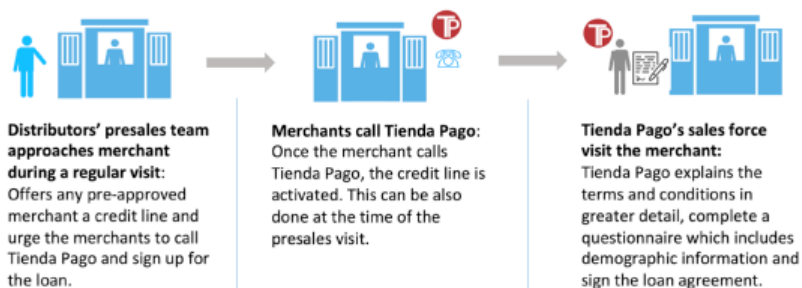 TP
TP
Distributors' presales team
approaches merchant
during a regular visit:
Offers any pre-approved
merchant a credit line and
urge the merchants to call
Tienda Pago and sign up for
the loan.
Merchants call Tienda Pago:
Once the merchant calls
Tienda Pago, the credit line is
activated. This can be also
done at the time of the
presales visit.
Tienda Pago's sales force
visit the merchant:
Tienda Pago explains the
terms and conditions in
greater detail, complete a
questionnaire which includes
demographic information and
sign the loan agreement.